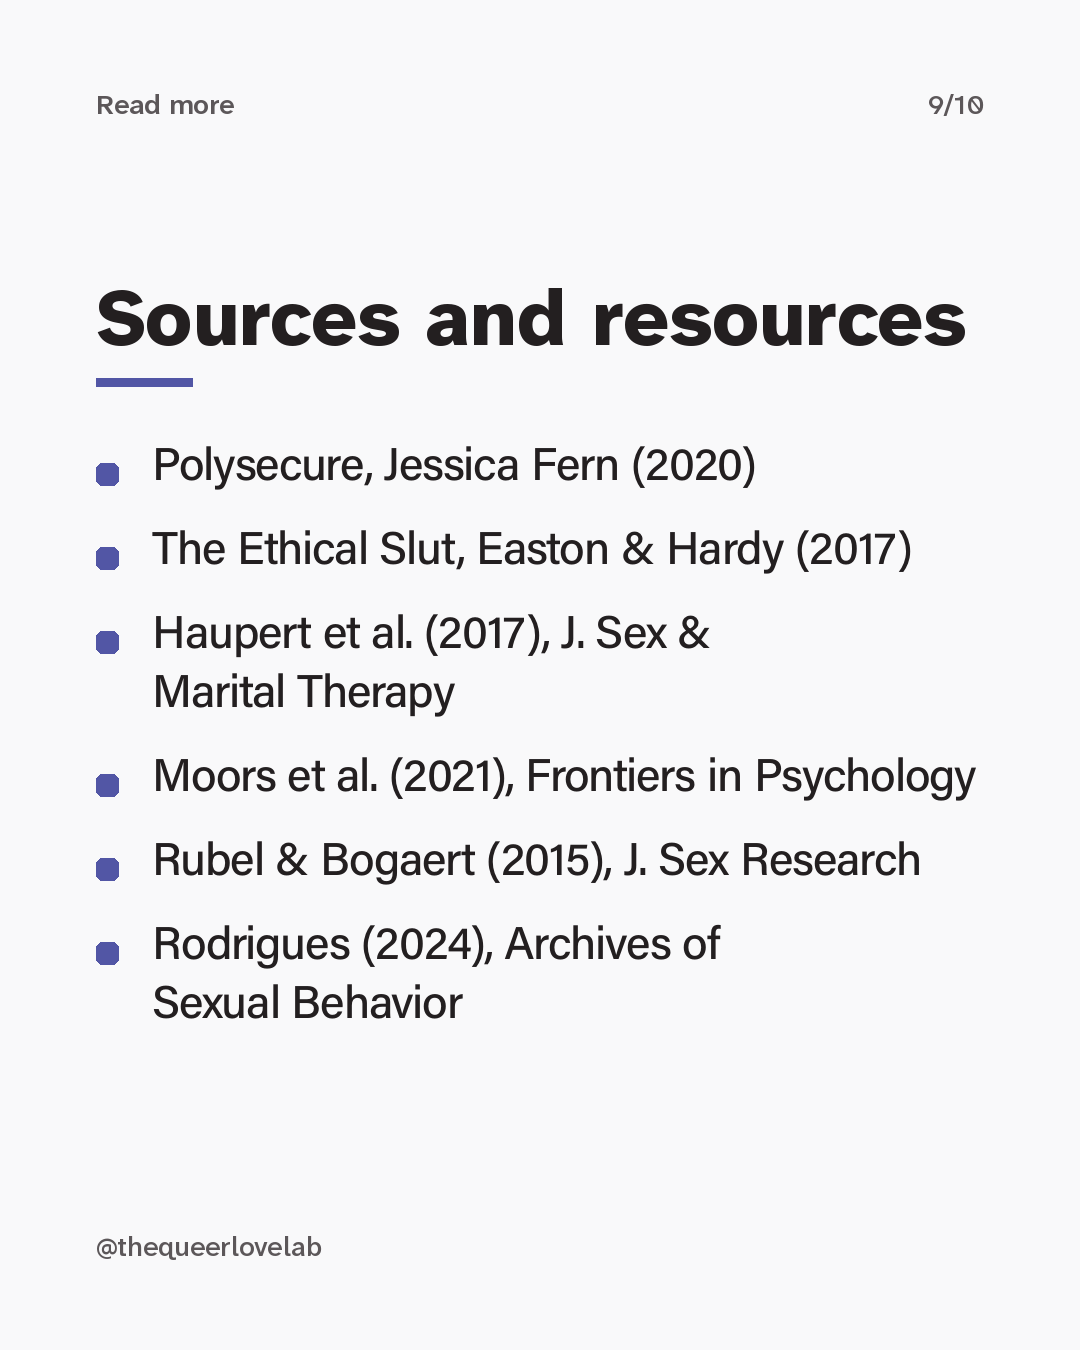 Read more
9/10
Sources and resources
Polysecure, Jessica Fern (2020)
The Ethical Slut, Easton & Hardy (2017)
Haupert et al. (2017), J. Sex &
Marital Therapy
Moors et al. (2021), Frontiers in Psychology
Rubel & Bogaert (2015), J. Sex Research
Rodrigues (2024), Archives of
Sexual Behavior
@thequeerlovelab